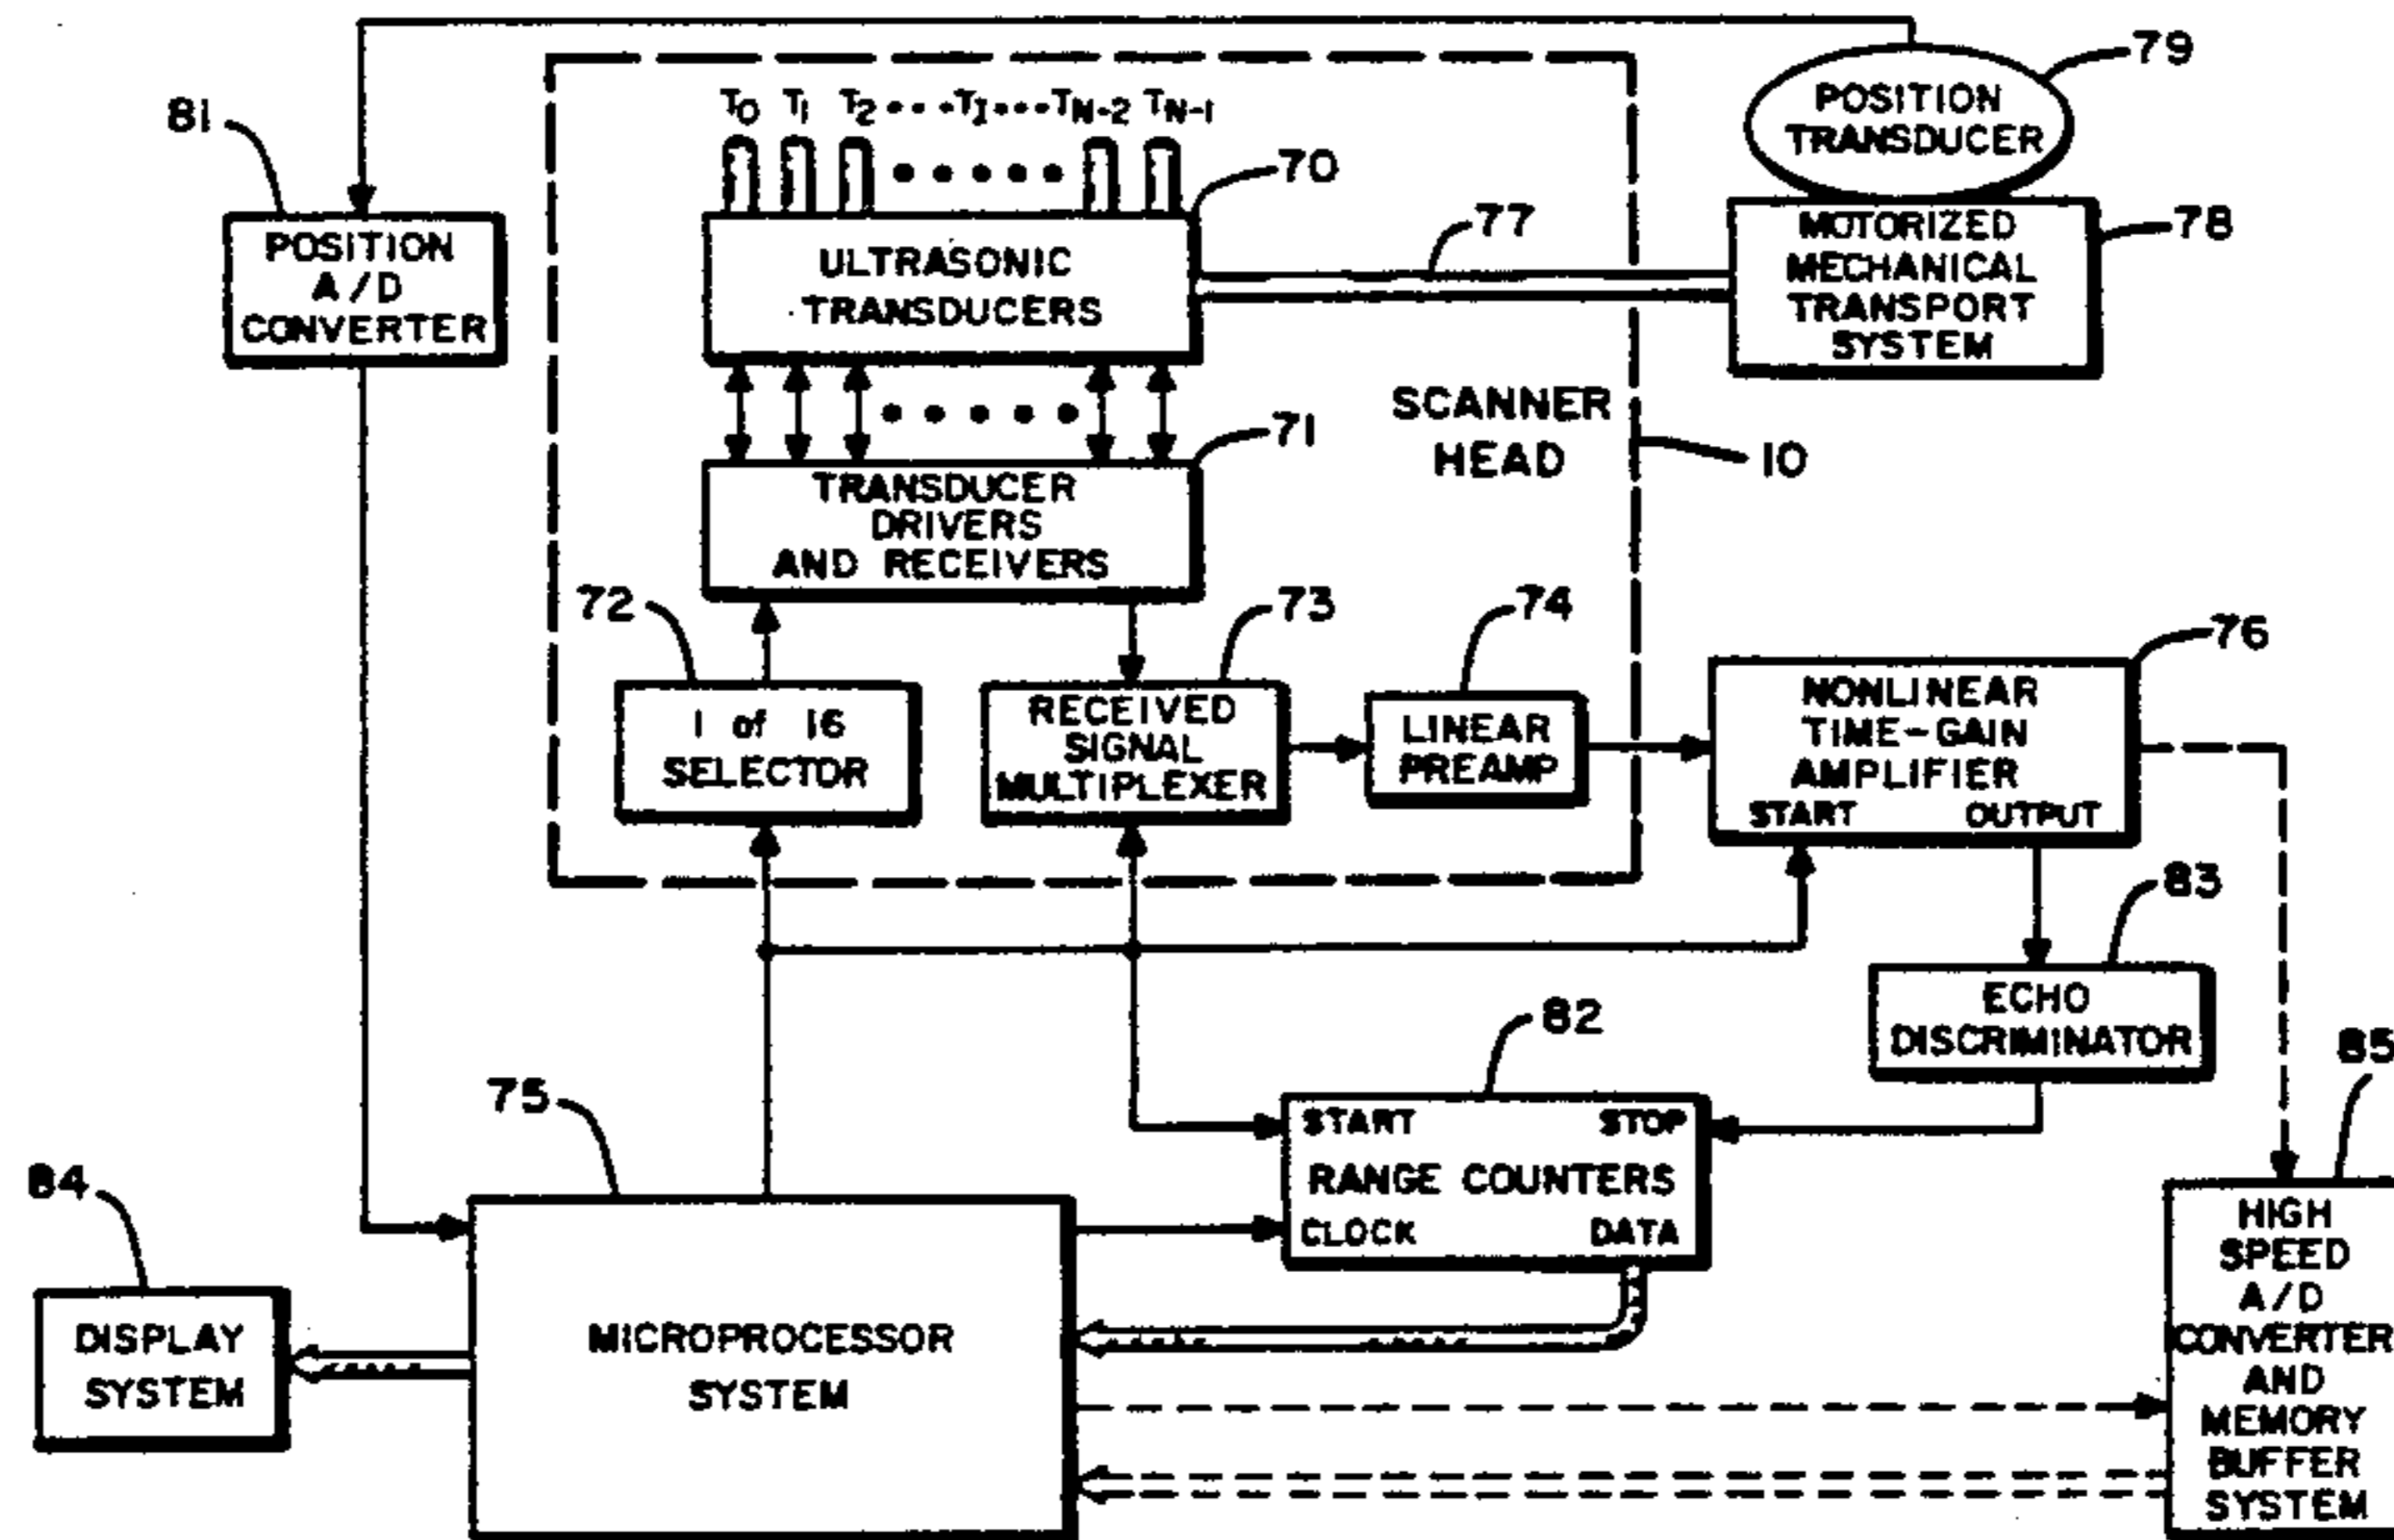 79
POSITION
TRANSDUCER
81
T0 T1 T2 •••TI••• TN-2 TN-1
70
POSITION
A/D
CONVERTER
ULTRASONIC
TRANSDUCERS
77
MOTORIZED
MECHANICAL
TRANSPORT
SYSTEM
78
SCANNER
HEAD
10
71
TRANSDUCER
DRIVERS
AND RECEIVERS
72
73
74
76
1 of 16
SELECTOR
RECEIVED
SIGNAL
MULTIPLEXER
LINEAR
PREAMP
NONLINEAR
TIME-GAIN
AMPLIFIER
START OUTPUT
83
ECHO
DISCRIMINATOR
82
85
75
START STOP
RANGE COUNTERS
CLOCK DATA
84
DISPLAY
SYSTEM
MICROPROCESSOR
SYSTEM
HIGH
SPEED
A/D
CONVERTER
AND
MEMORY
BUFFER
SYSTEM